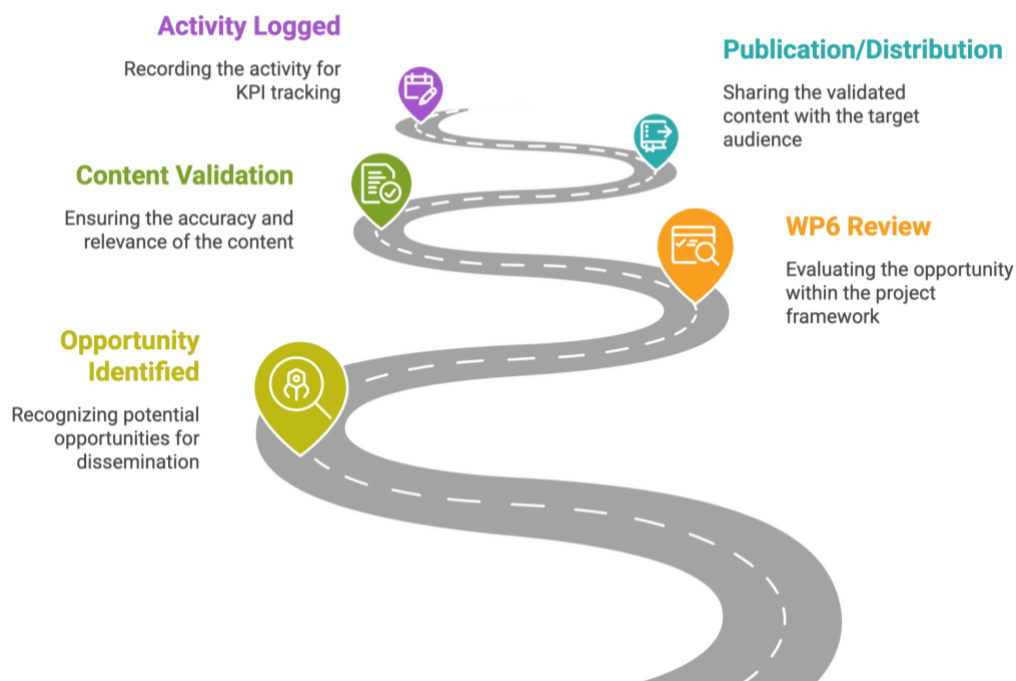 Activity Logged
Recording the activity for
KPI tracking
Publication/Distribution
Sharing the validated
content with the target
audience
Content Validation
Ensuring the accuracy and
relevance of the content
WP6 Review
Evaluating the opportunity
within the project
framework
Opportunity
Identified
Recognizing potential
opportunities for
dissemination